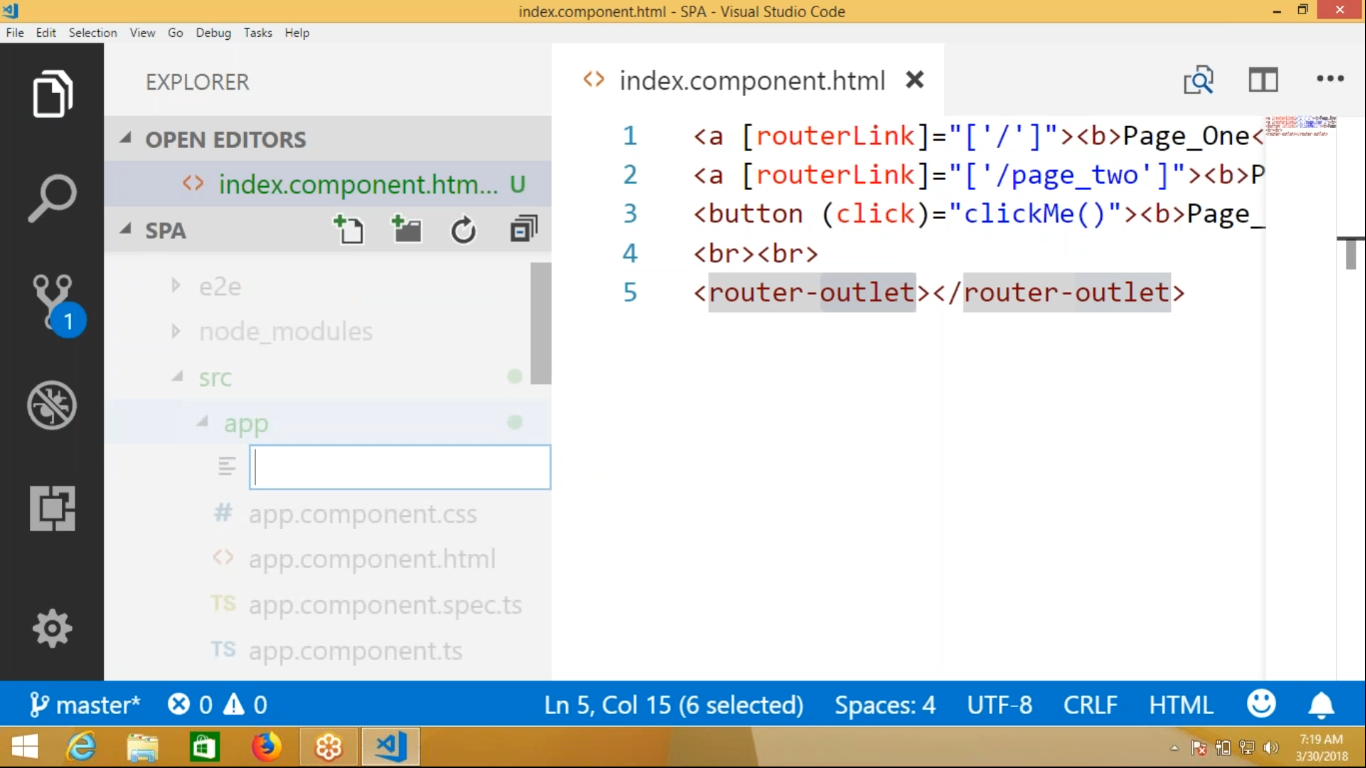 index.component.html - SPA - Visual Studio Code
File Edit Selection View Go Debug Tasks Help
EXPLORER
OPEN EDITORS
index.component.htm... U
SPA
e2e
node_modules
src
app
app.component.css
app.component.html
app.component.spec.ts
app.component.ts
1
index.component.html
1 <a [routerLink]="['/']"><b>Page_One<
2 <a [routerLink]="['/page_two']"><b>P
3 <button (click)="clickMe()"><b>Page_
4 <br><br>
5 <router-outlet></router-outlet>
master* 0 0 Ln 5, Col 15 (6 selected) Spaces: 4 UTF-8 CRLF HTML
7:19 AM
3/30/2018